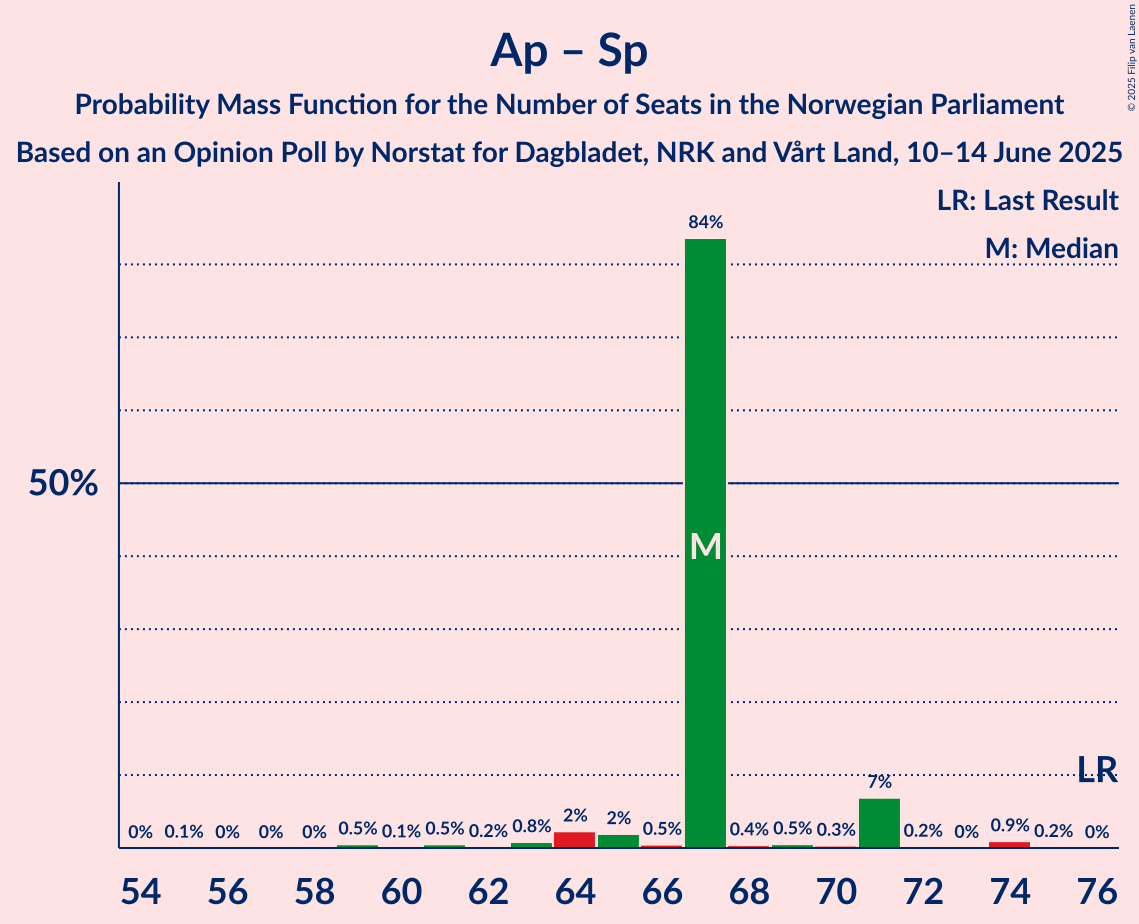 Ap – Sp
Probability Mass Function for the Number of Seats in the Norwegian Parliament
Based on an Opinion Poll by Norstat for Dagbladet, NRK and Vårt Land, 10–14 June 2025
© 2025 Filip van Laenen
LR: Last Result
M: Median
84%
50%
M
LR
0% 0.1% 0% 0% 0% 0.5% 0.1% 0.5% 0.2% 0.8% 2% 2% 0.5% 0.4% 0.5% 0.3% 7% 0.2% 0% 0.9% 0.2% 0%
54 56 58 60 62 64 66 68 70 72 74 76